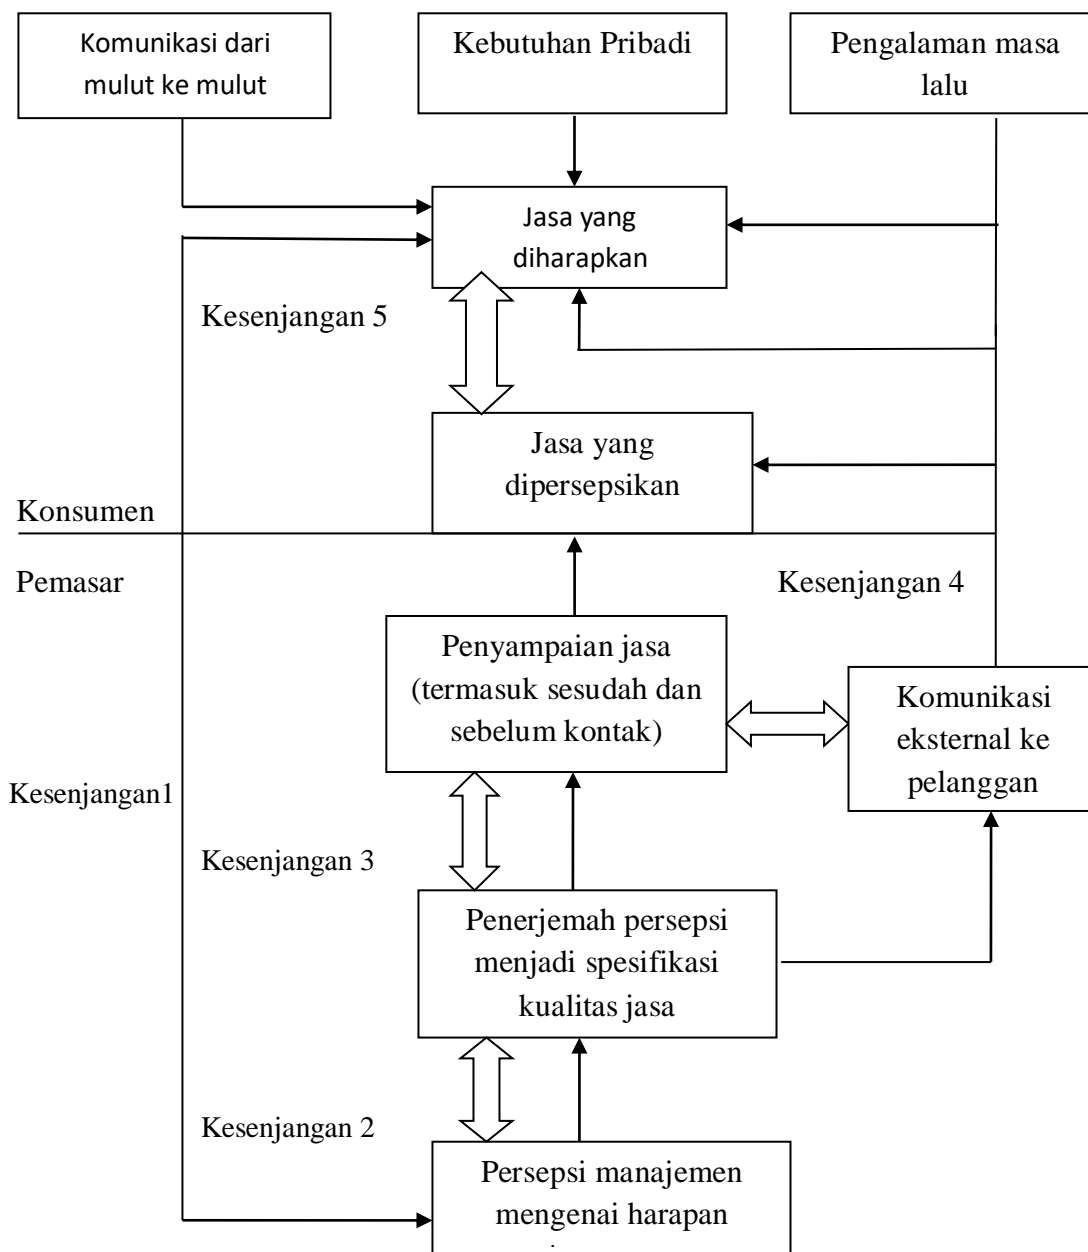 Komunikasi dari
mulut ke mulut
Kebutuhan Pribadi
Pengalaman masa
lalu
Jasa yang
diharapkan
Kesenjangan 5
Jasa yang
dipersepsikan
Konsumen
Pemasar
Kesenjangan 4
Penyampaian jasa
(termasuk sesudah dan
sebelum kontak)
Komunikasi
eksternal ke
pelanggan
Kesenjangan1
Kesenjangan 3
Penerjemah persepsi
menjadi spesifikasi
kualitas jasa
Kesenjangan 2
Persepsi manajemen
mengenai harapan